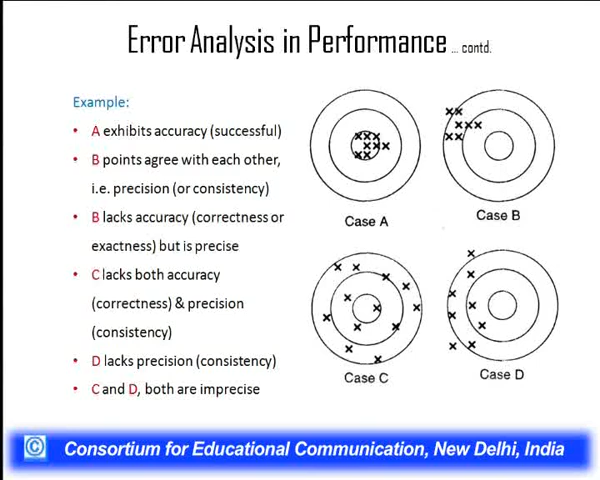 Error Analysis in Performance ... contd.
Example:
• A exhibits accuracy (successful)
• B points agree with each other,
i.e. precision (or consistency)
• B lacks accuracy (correctness or
exactness) but is precise
• C lacks both accuracy
(correctness) & precision
(consistency)
• D lacks precision (consistency)
• C and D, both are imprecise
Case A
Case B
Case C
Case D
© Consortium for Educational Communication, New Delhi, India